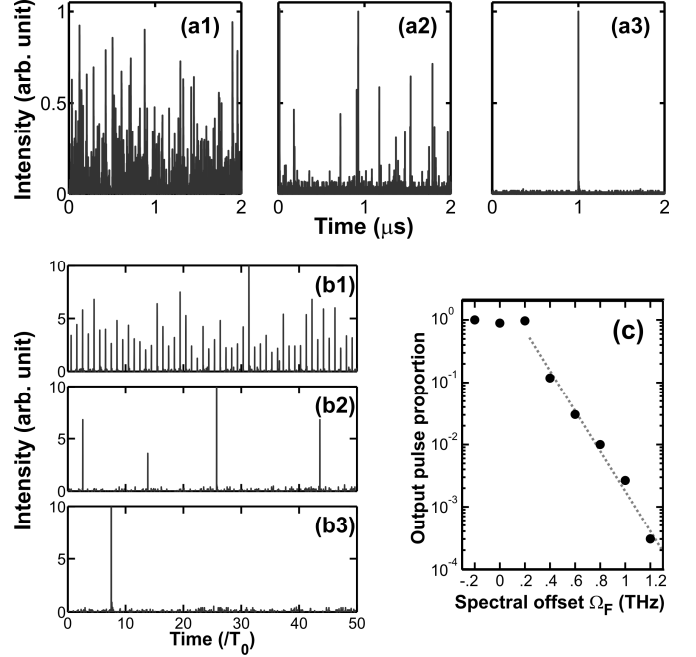 (a1)
(a2)
(a3)
Intensity (arb. unit)
1
0.5
0
0
1
2
0
1
2
0
1
2
Time (μs)
(b1)
10
5
0
(b2)
10
5
0
(b3)
10
5
0
0
10
20
30
40
50
Intensity (arb. unit)
Time (/T0)
(c)
Output pulse proportion
10^0
10^-1
10^-2
10^-3
10^-4
-.2 0 .2 .4 .6 .8 1 1.2
Spectral offset ΩF (THz)